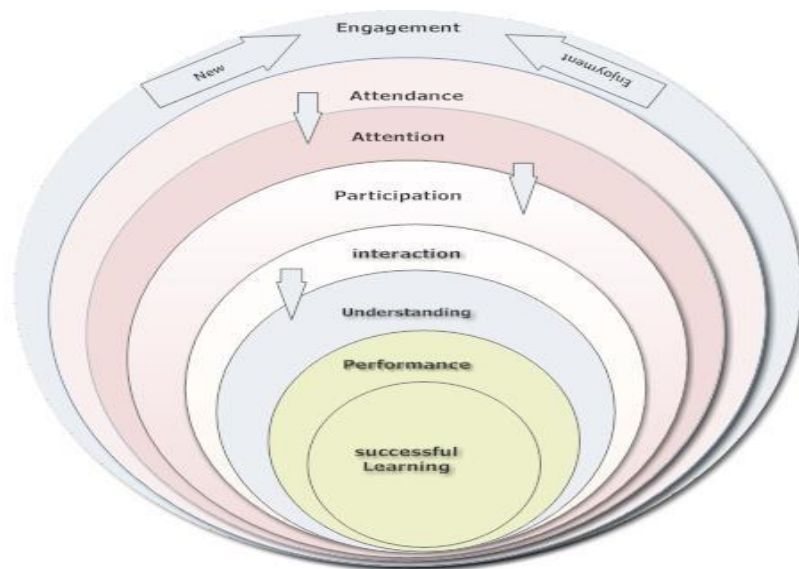 Engagement
New
Enjoyment
Attendance
Attention
Participation
interaction
Understanding
Performance
successful
Learning